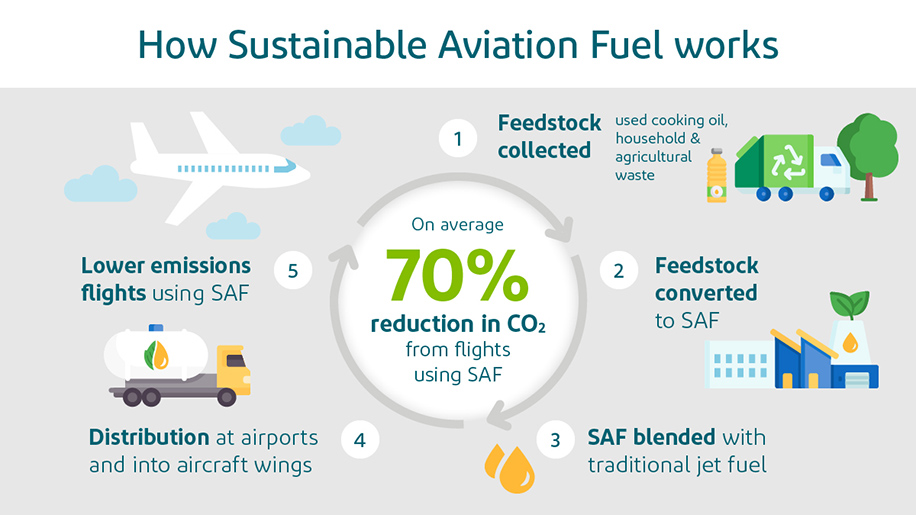 How Sustainable Aviation Fuel works
1
Feedstock
collected
used cooking oil,
household &
agricultural
waste
On average
70%
reduction in CO₂
from flights
using SAF
2
Feedstock
converted
to SAF
3
SAF blended with
traditional jet fuel
4
Distribution at airports
and into aircraft wings
5
Lower emissions
flights using SAF